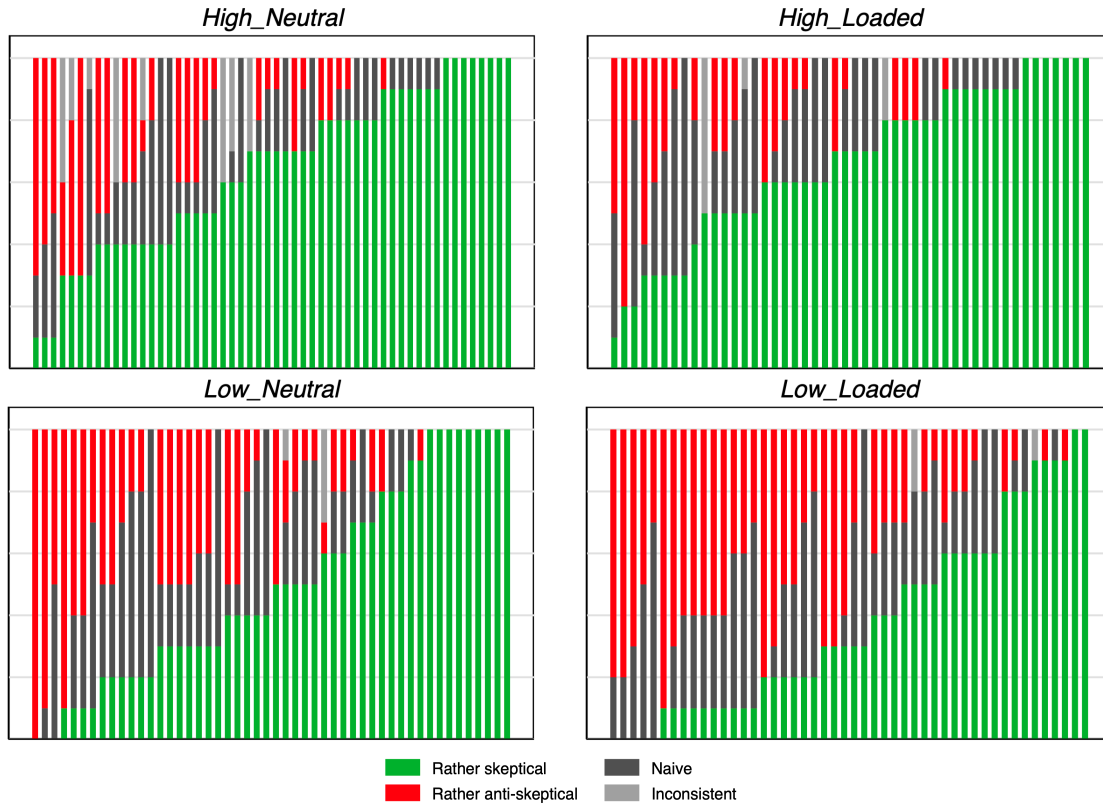 High_Neutral
High_Loaded
Low_Neutral
Low_Loaded
Rather skeptical
Naive
Rather anti-skeptical
Inconsistent